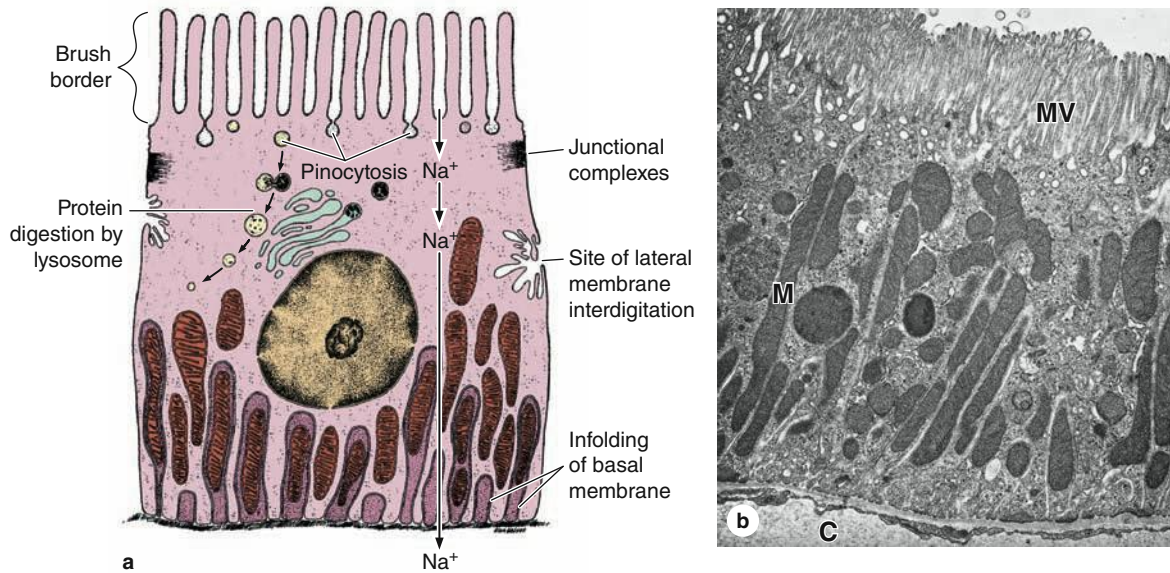 Brush
border
Pinocytosis
Na+
Na+
Protein
digestion by
lysosome
Junctional
complexes
Site of lateral
membrane
interdigitation
Infolding
of basal
membrane
a
Na+
MV
M
b
C